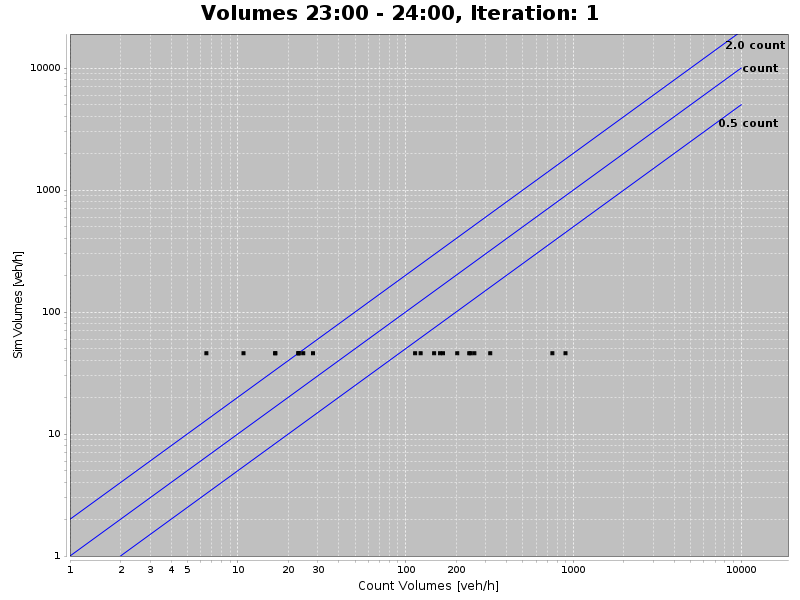 Volumes 23:00 - 24:00, Iteration: 1
2.0 count
count
0.5 count
10000
1000
100
10
1
Sim Volumes [veh/h]
1 2 3 4 5 10 20 30 100 200 1000 10000
Count Volumes [veh/h]